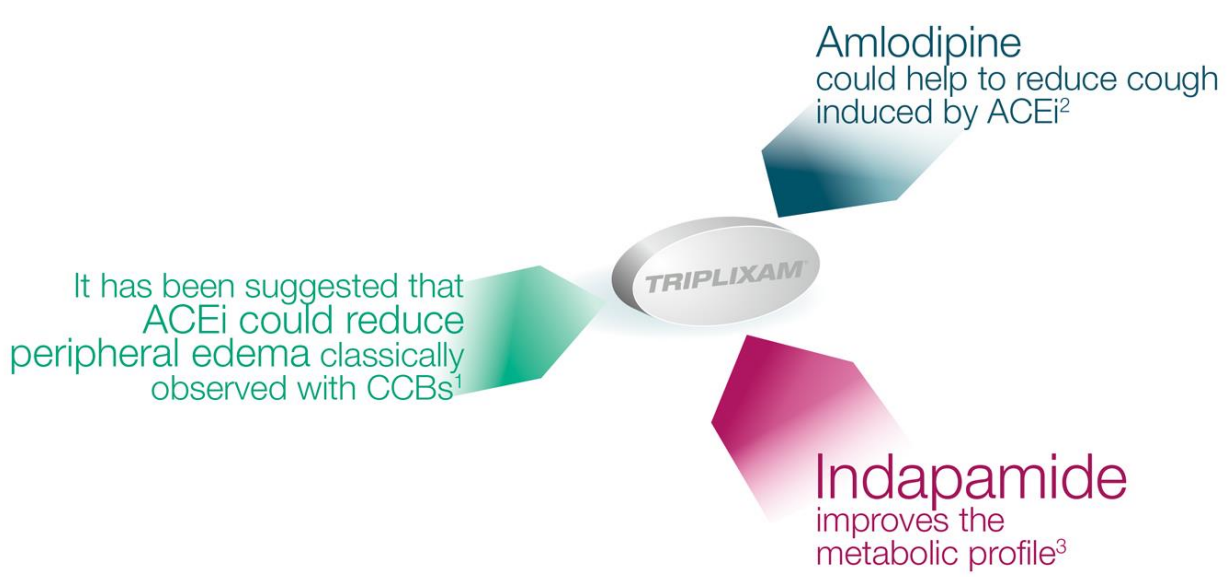 Amlodipine
could help to reduce cough
induced by ACEi²
TRIPLIXAM™
It has been suggested that
ACEi could reduce
peripheral edema classically
observed with CCBs¹
Indapamide
improves the
metabolic profile³